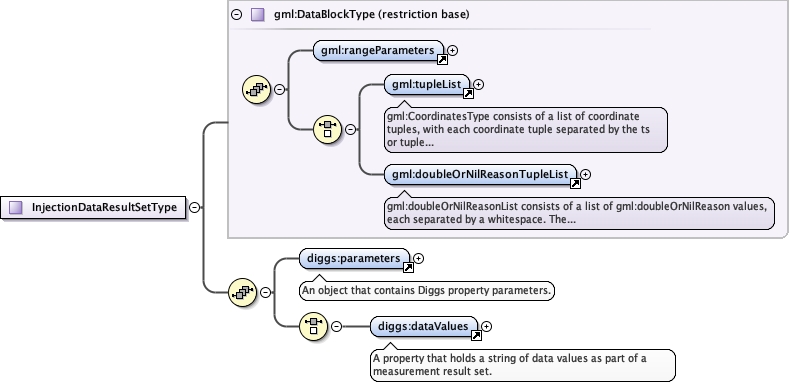 gml:DataBlockType (restriction base)
gml:rangeParameters
gml:tupleList
gml:CoordinatesType consists of a list of coordinate
tuples, with each coordinate tuple separated by the ts
or tuple...
gml:doubleOrNilReasonTupleList
gml:doubleOrNilReasonList consists of a list of gml:doubleOrNilReason values,
each separated by a whitespace. The...
InjectionDataResultSetType
diggs:parameters
An object that contains Diggs property parameters.
diggs:dataValues
A property that holds a string of data values as part of a
measurement result set.